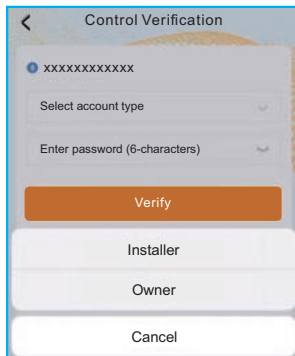 Control Verification
xxxxxxxxxxxx
Select account type
Enter password (6-characters)
Verify
Installer
Owner
Cancel